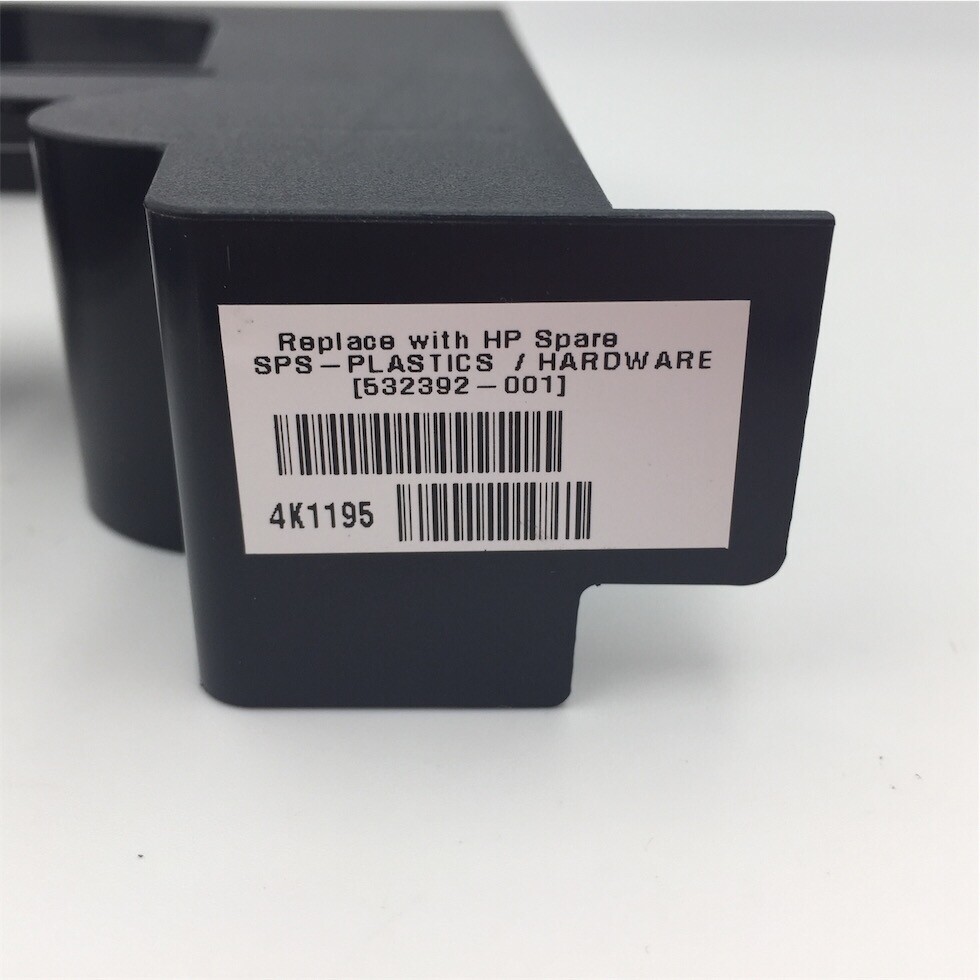 Replace with HP Spare
SPS-PLASTICS / HARDWARE
[532392-001]
4K1195